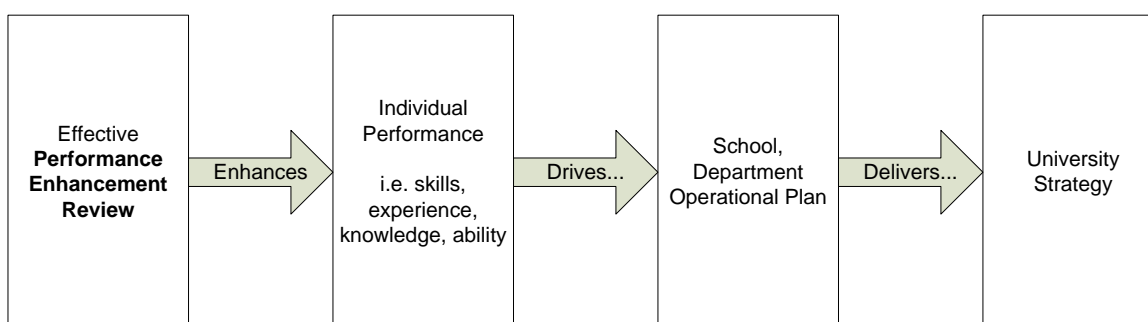 Effective
Performance
Enhancement
Review
Enhances
Individual
Performance
i.e. skills,
experience,
knowledge, ability
Drives...
School,
Department
Operational Plan
Delivers...
University
Strategy